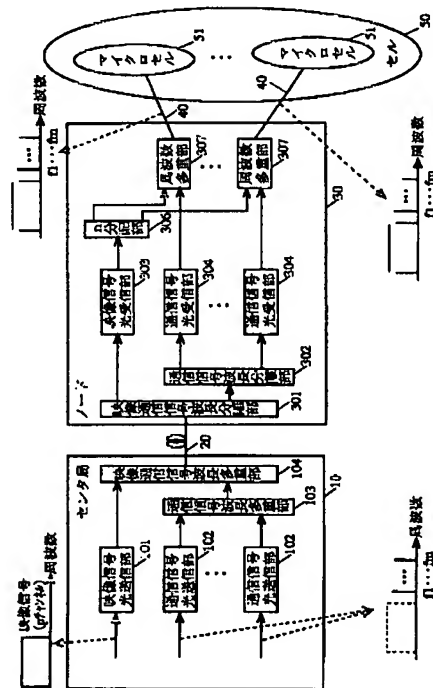 映像信号
(pチャンネル)
周波数
センタ局
映像信号
光送信部
101
通信信号
光送信部
102
通信信号
光送信部
102
通信信号波長多重部
103
映像通信信号波長多重部
104
10
20
f1…fm
周波数
ノード
映像通信信号波長分離部
301
通信信号波長分離部
302
映像信号
光受信部
303
通信信号
光受信部
304
通信信号
光受信部
304
n分配部
306
周波数
多重部
307
周波数
多重部
307
30
f1…fm
周波数
40
40
f1…fm
周波数
マイクロセル
51
マイクロセル
51
セル
50